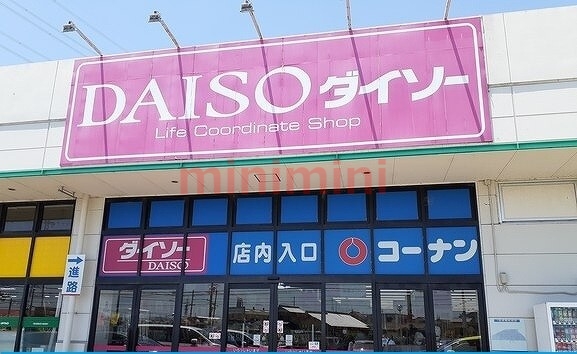 DAISO ダイソー
Life Coordinate Shop
minimini
ダイソー
DAISO
店内入口
コーナン
→
進路